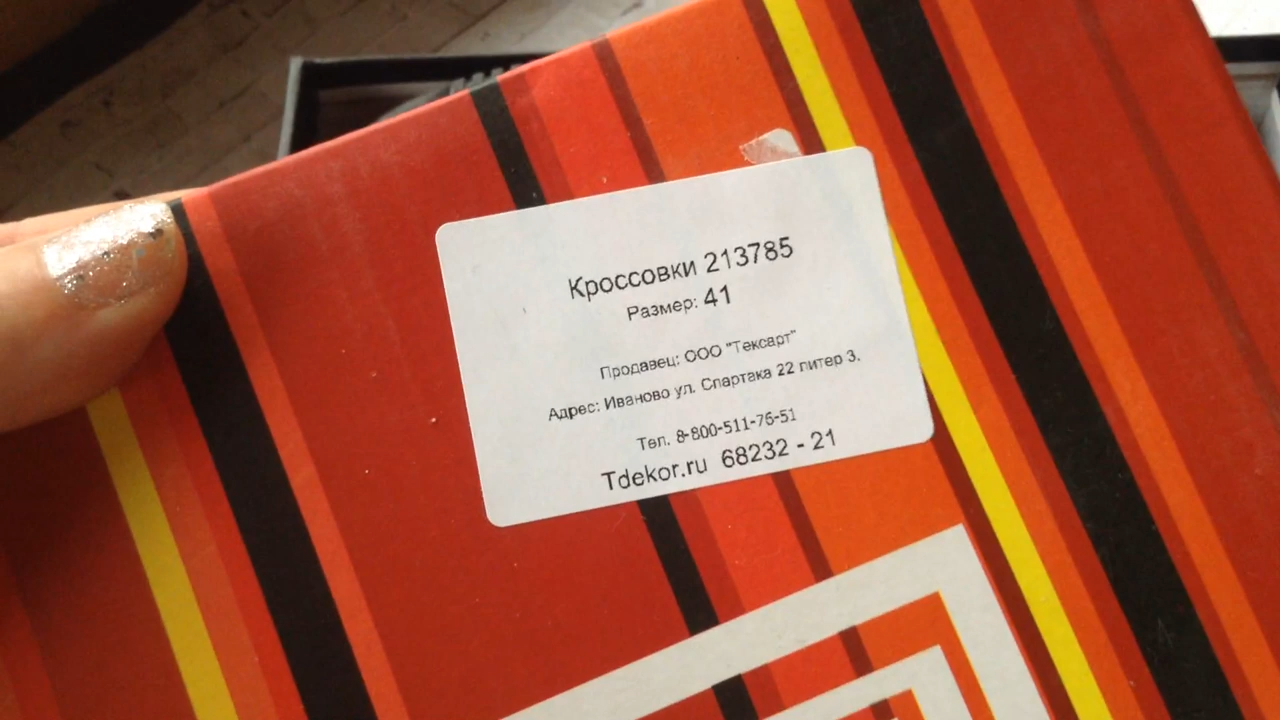 Кроссовки 213785
Размер: 41
Продавец: ООО "Тексарт"
Адрес: Иваново ул. Спартака 22 литер 3.
Тел. 8-800-511-76-51
Tdekor.ru 68232 - 21